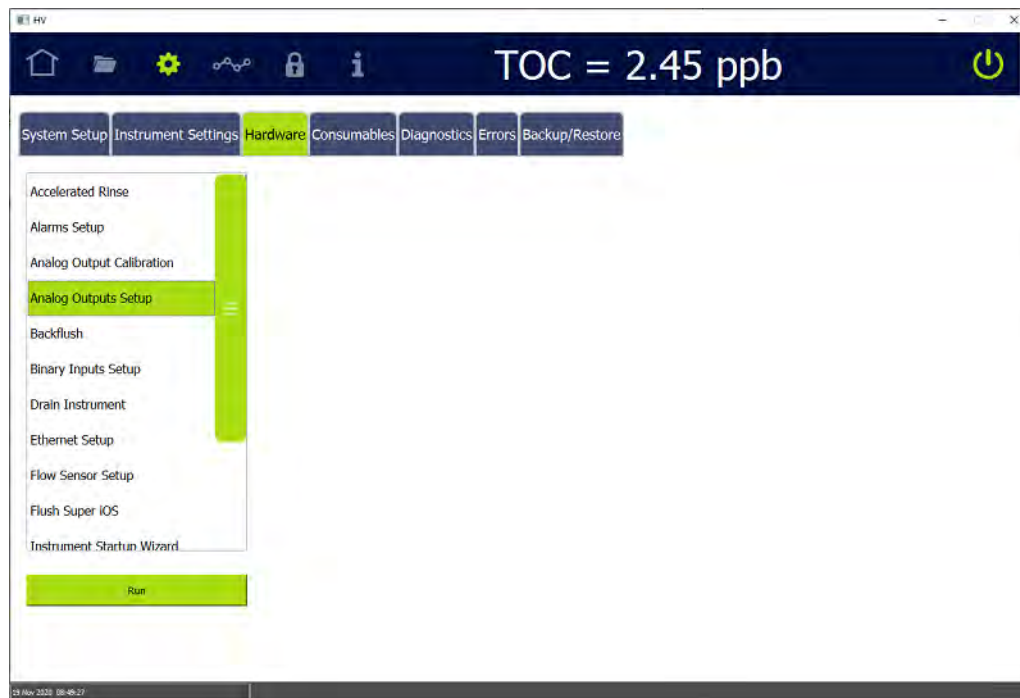 HV
TOC = 2.45 ppb
System Setup Instrument Settings Hardware Consumables Diagnostics Errors Backup/Restore
Accelerated Rinse
Alarms Setup
Analog Output Calibration
Analog Outputs Setup
Backflush
Binary Inputs Setup
Drain Instrument
Ethernet Setup
Flow Sensor Setup
Flush Super iOS
Instrument Startup Wizard
Run
19 Nov 2020 08:49:27